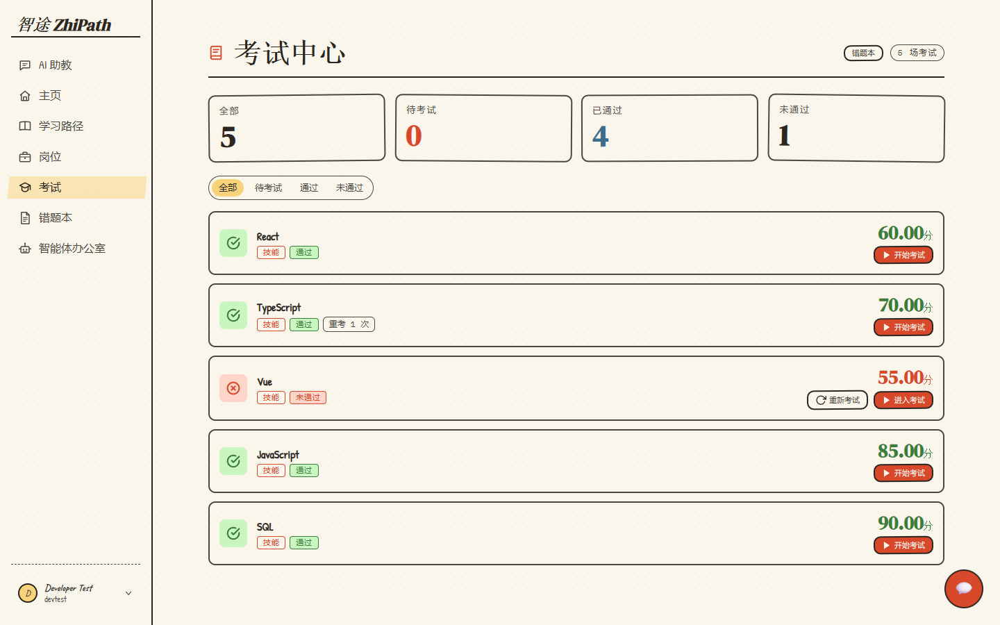 智途 ZhiPath
AI 助教
主页
学习路径
岗位
考试
错题本
智能体办公室
D
Developer Test
devtest
考试中心
错题本
5 场考试
全部
5
待考试
0
已通过
4
未通过
1
全部 待考试 通过 未通过
React
技能 通过
60.00分
开始考试
TypeScript
技能 通过 重考 1 次
70.00分
开始考试
Vue
技能 未通过
55.00分
重新考试 进入考试
JavaScript
技能 通过
85.00分
开始考试
SQL
技能 通过
90.00分
开始考试